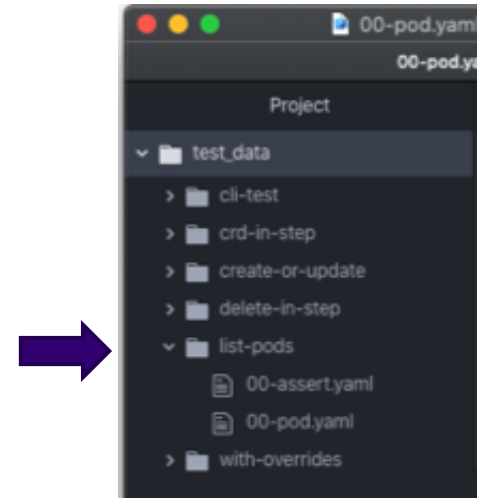 00-pod.yaml
00-pod.ya
Project
test_data
cli-test
crd-in-step
create-or-update
delete-in-step
list-pods
00-assert.yaml
00-pod.yaml
with-overrides